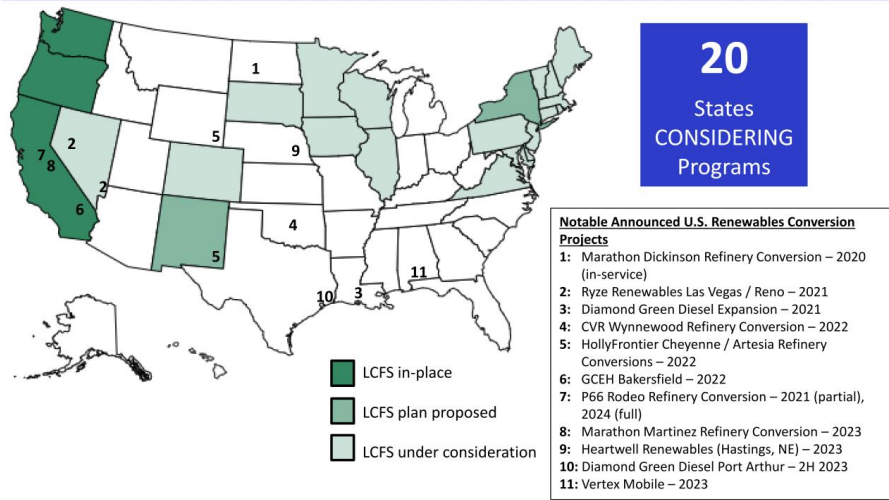 20
States
CONSIDERING
Programs
1
2
2
5
9
7
8
6
4
5
11
10
3
LCFS in-place
LCFS plan proposed
LCFS under consideration
Notable Announced U.S. Renewables Conversion
Projects
1: Marathon Dickinson Refinery Conversion – 2020
(in-service)
2: Ryze Renewables Las Vegas / Reno – 2021
3: Diamond Green Diesel Expansion – 2021
4: CVR Wynnewood Refinery Conversion – 2022
5: HollyFrontier Cheyenne / Artesia Refinery
Conversions – 2022
6: GCEH Bakersfield – 2022
7: P66 Rodeo Refinery Conversion – 2021 (partial),
2024 (full)
8: Marathon Martinez Refinery Conversion – 2023
9: Heartwell Renewables (Hastings, NE) – 2023
10: Diamond Green Diesel Port Arthur – 2H 2023
11: Vertex Mobile – 2023